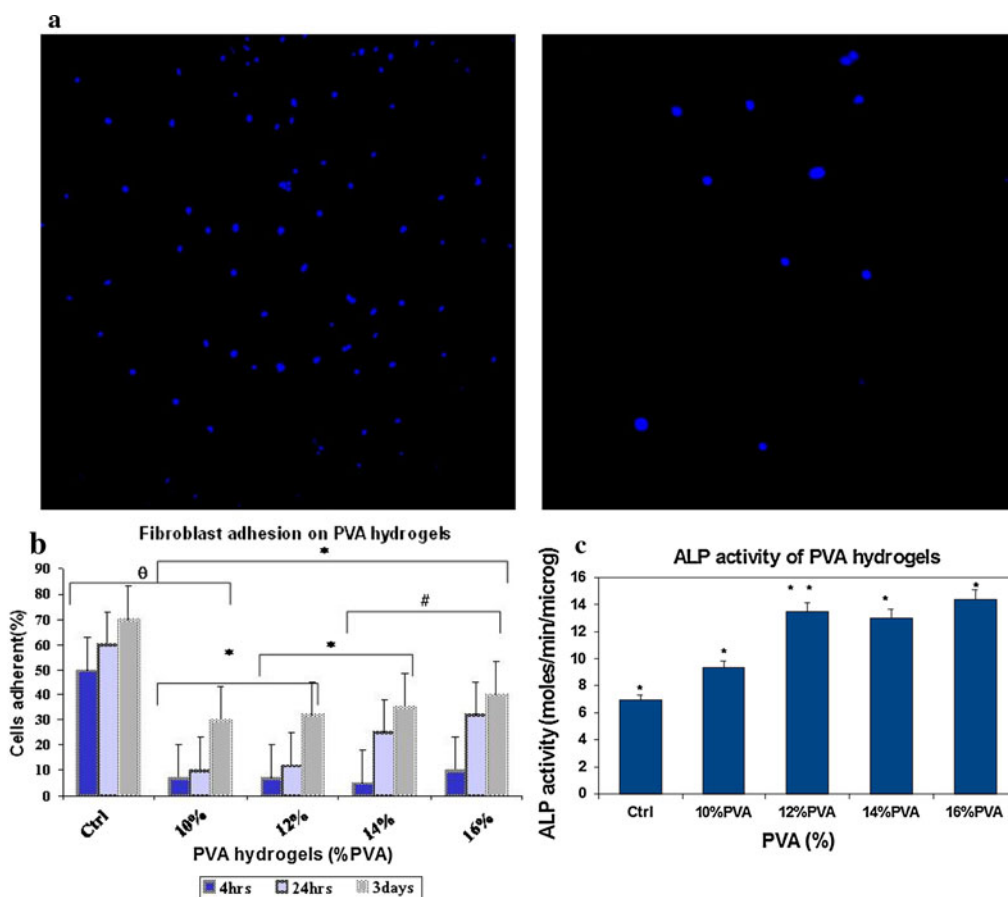 a
b
Fibroblast adhesion on PVA hydrogels
θ
*
#
*
*
Cells adherent(%)
90
80
70
60
50
40
30
20
10
0
Ctrl
10%
12%
14%
16%
PVA hydrogels (%PVA)
4hrs 24hrs 3days
c
ALP activity of PVA hydrogels
ALP activity (moles/min/microg)
16
14
12
10
8
6
4
2
0
*
*
* *
*
*
Ctrl 10%PVA 12%PVA 14%PVA 16%PVA
PVA (%)